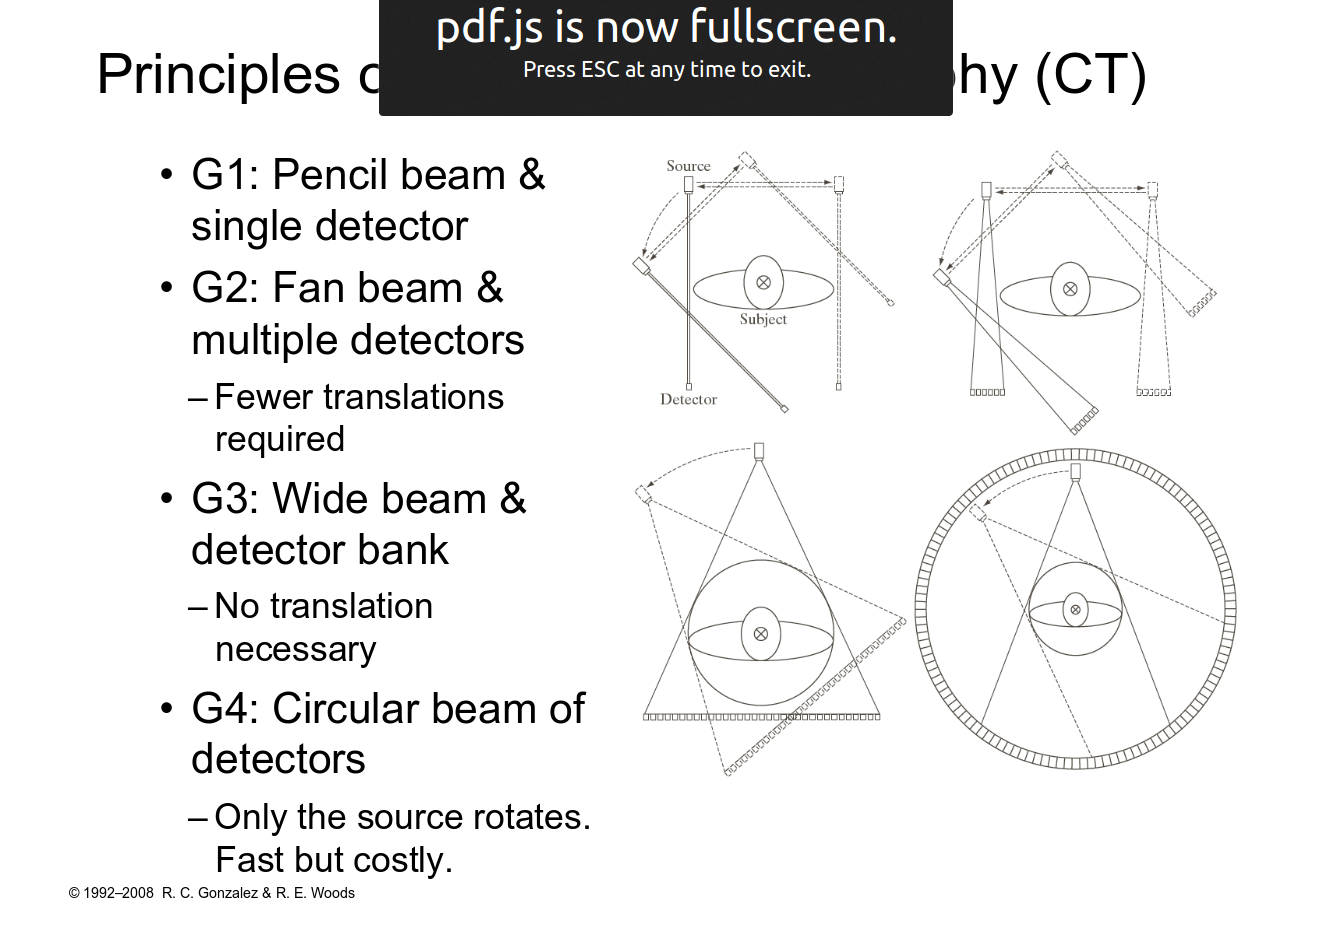 pdf.js is now fullscreen.
Press ESC at any time to exit.
Principles phy (CT)
• G1: Pencil beam &
single detector
• G2: Fan beam &
multiple detectors
– Fewer translations
required
• G3: Wide beam &
detector bank
– No translation
necessary
• G4: Circular beam of
detectors
– Only the source rotates.
Fast but costly.
Source
Subject
Detector
© 1992–2008 R. C. Gonzalez & R. E. Woods